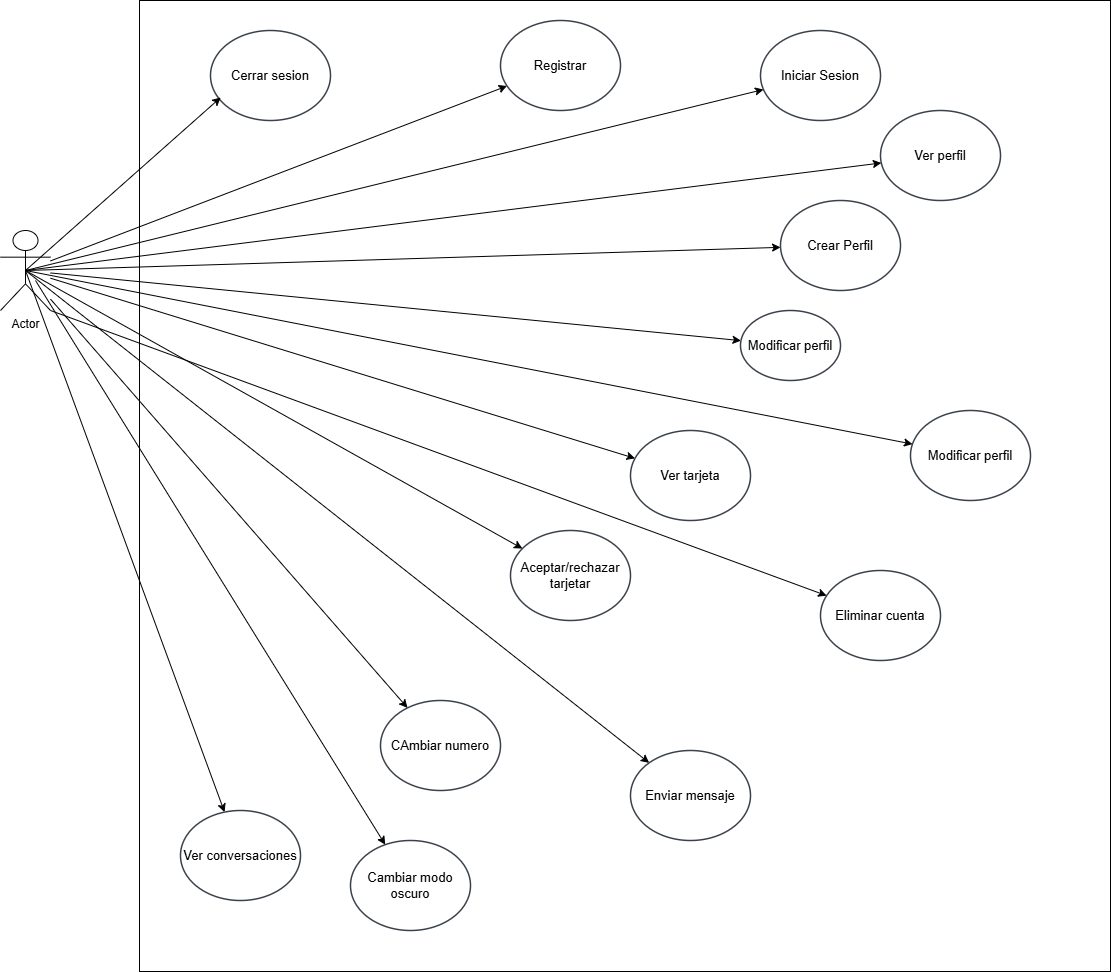 Cerrar sesion
Registrar
Iniciar Sesion
Ver perfil
Crear Perfil
Actor
Modificar perfil
Modificar perfil
Ver tarjeta
Aceptar/rechazar
tarjetar
Eliminar cuenta
CAmbiar numero
Enviar mensaje
Ver conversaciones
Cambiar modo
oscuro